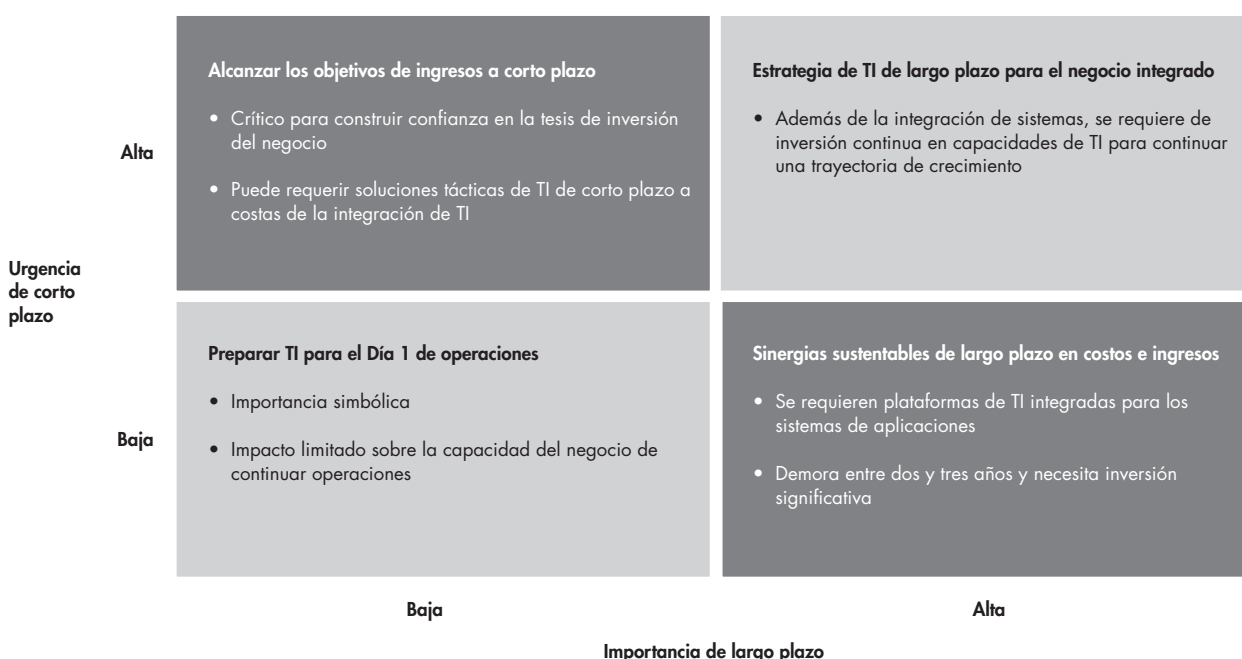 Alcanzar los objetivos de ingresos a corto plazo
• Crítico para construir confianza en la tesis de inversión
del negocio
• Puede requerir soluciones tácticas de TI de corto plazo a
costas de la integración de TI
Estrategia de TI de largo plazo para el negocio integrado
• Además de la integración de sistemas, se requiere de
inversión continua en capacidades de TI para continuar
una trayectoria de crecimiento
Alta
Urgencia
de corto
plazo
Preparar TI para el Día 1 de operaciones
• Importancia simbólica
• Impacto limitado sobre la capacidad del negocio de
continuar operaciones
Sinergias sustentables de largo plazo en costos e ingresos
• Se requieren plataformas de TI integradas para los
sistemas de aplicaciones
• Demora entre dos y tres años y necesita inversión
significativa
Baja
Baja
Alta
Importancia de largo plazo